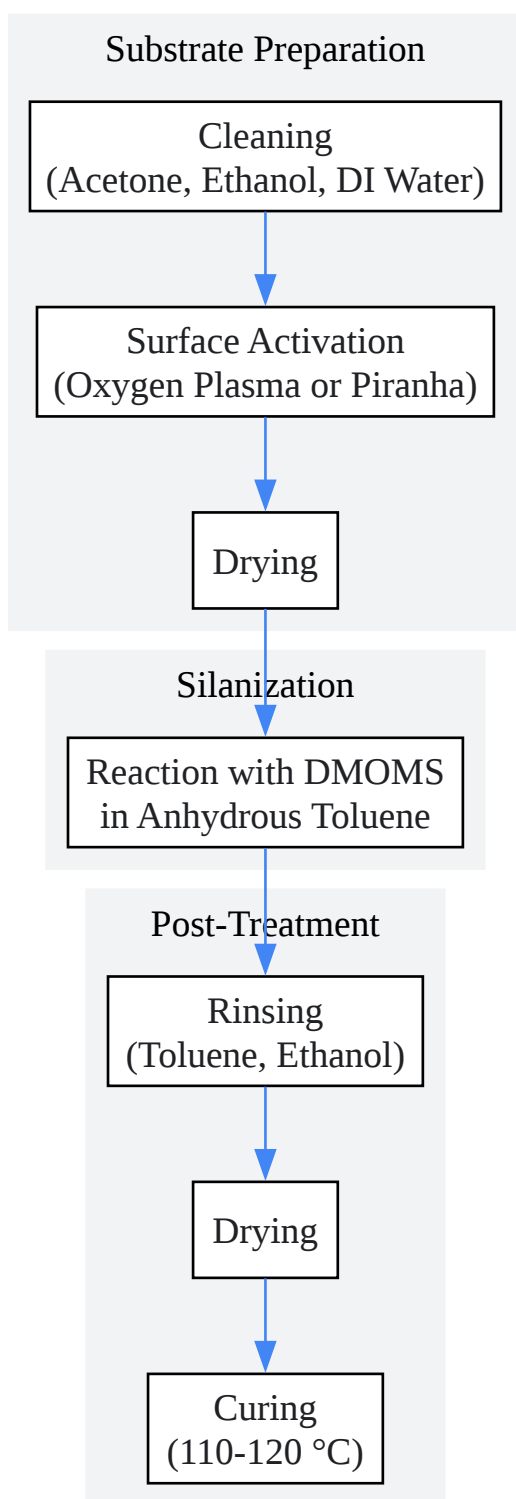 Substrate Preparation
Cleaning
(Acetone, Ethanol, DI Water)
Surface Activation
(Oxygen Plasma or Piranha)
Drying
Silanization
Reaction with DMOMS
in Anhydrous Toluene
Post-Treatment
Rinsing
(Toluene, Ethanol)
Drying
Curing
(110-120 °C)